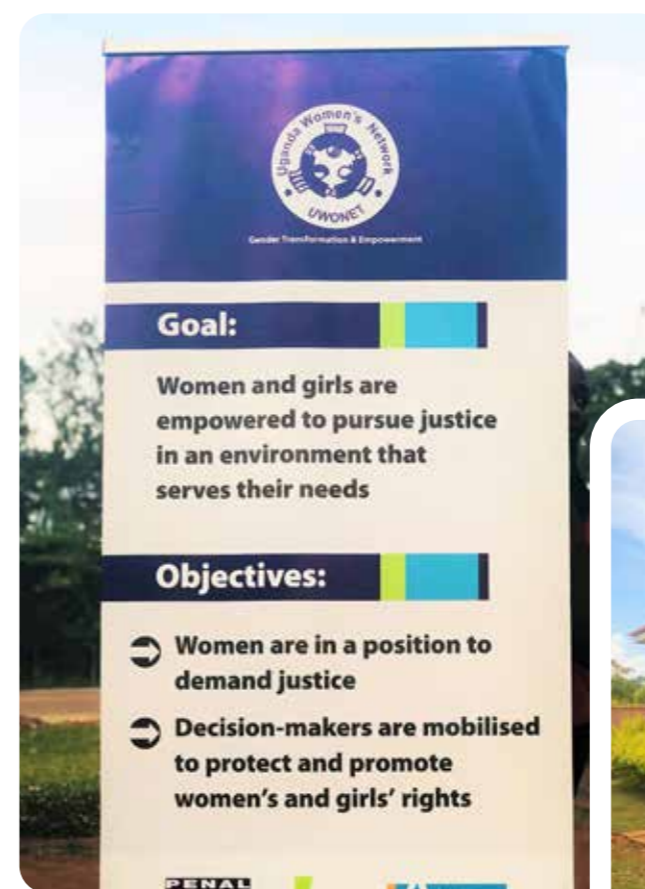 Uganda Women's Network
UWONET
Gender Transformation & Empowerment
Goal:
Women and girls are
empowered to pursue justice
in an environment that
serves their needs
Objectives:
Women are in a position to
demand justice
Decision-makers are mobilised
to protect and promote
women's and girls' rights
PENAL